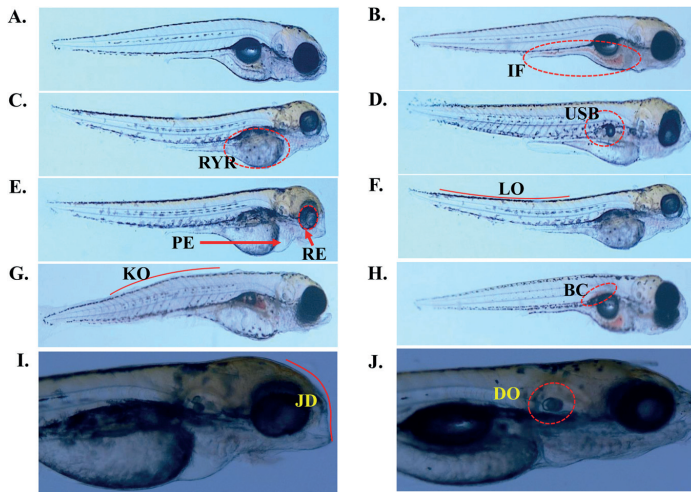 A.
B.
IF
C.
RYR
D.
USB
E.
PE
RE
F.
LO
G.
KO
H.
BC
I.
JD
J.
DO